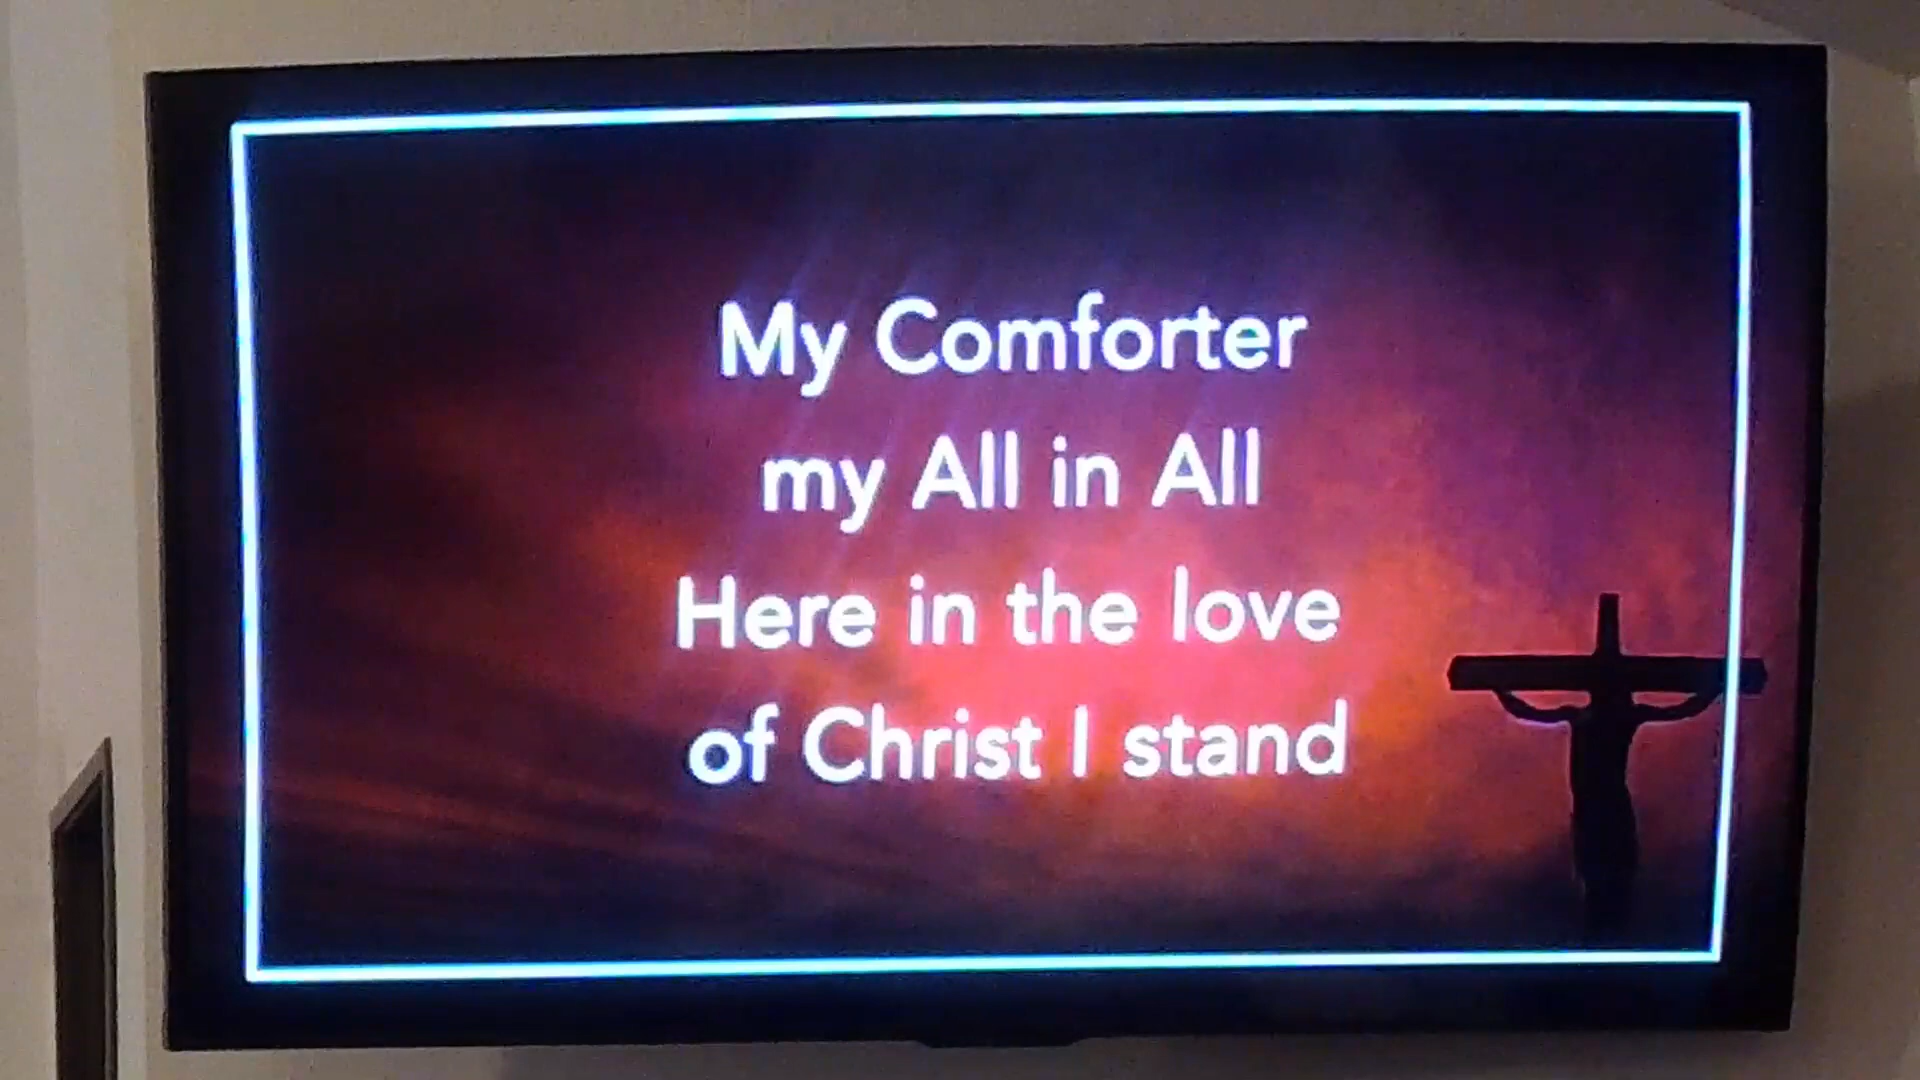 My Comforter
my All in All
Here in the love
of Christ I stand